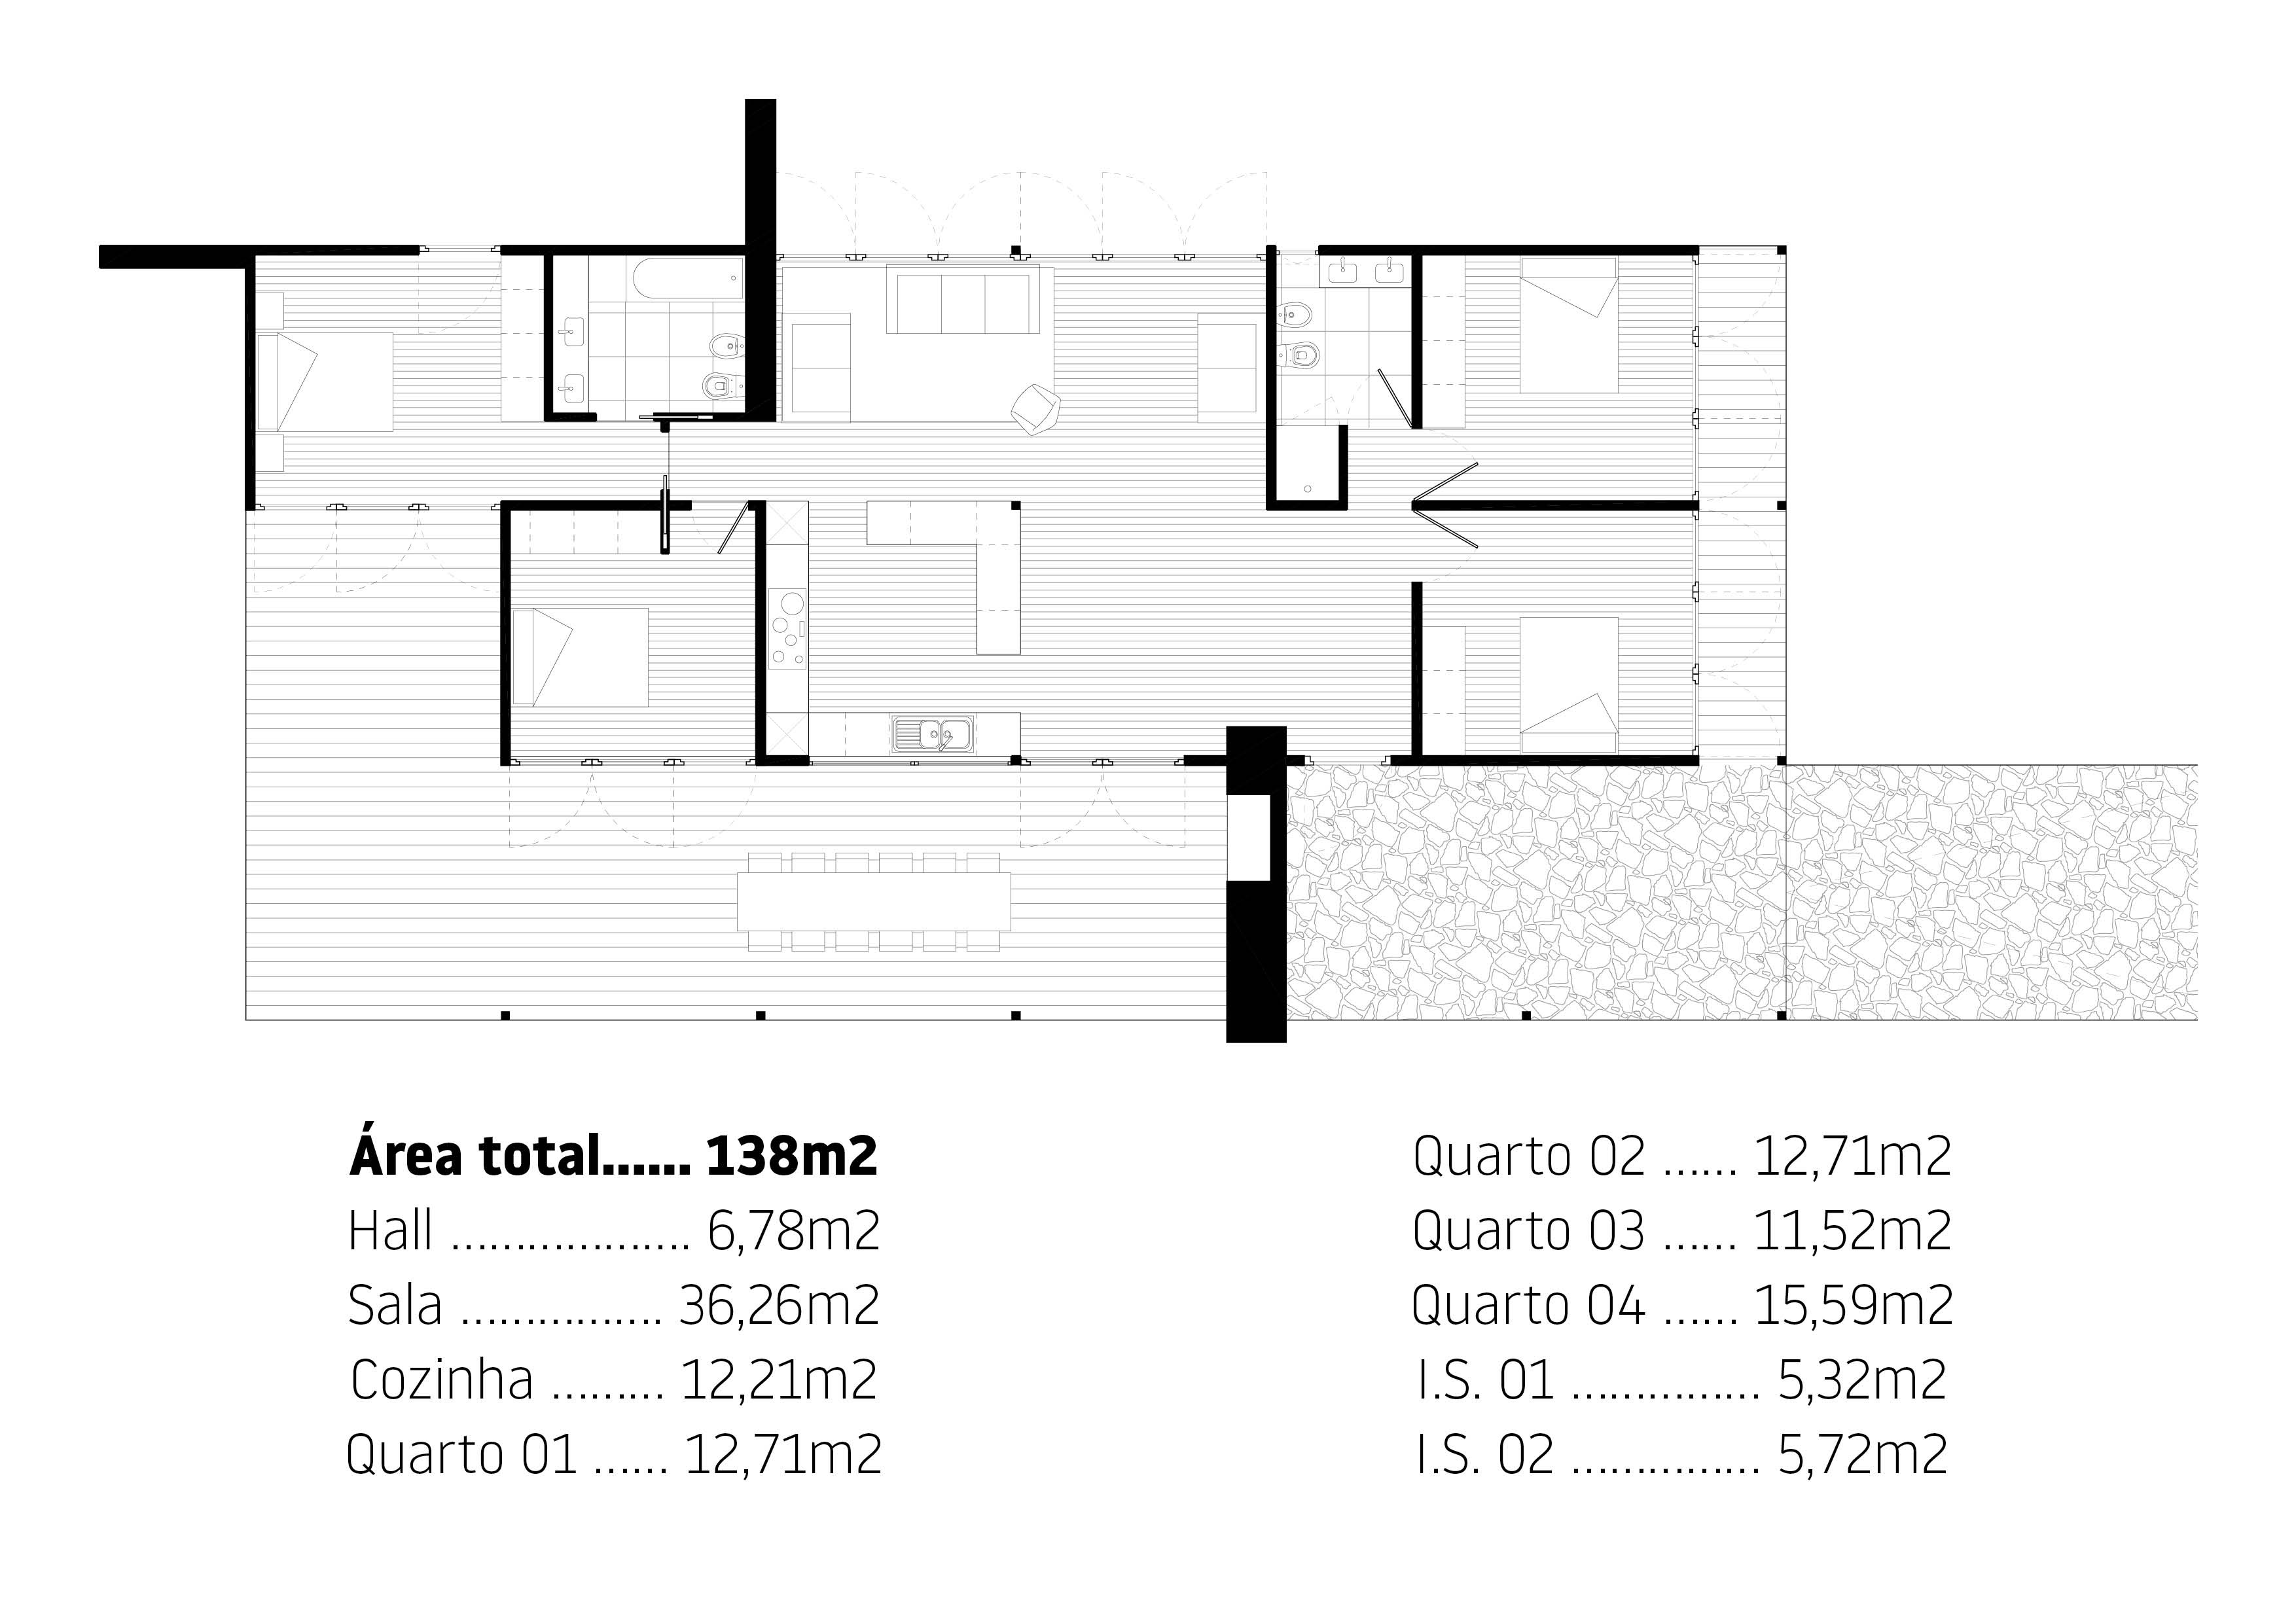 Área total...... 138m2
Hall ................... 6,78m2
Sala ................ 36,26m2
Cozinha ......... 12,21m2
Quarto 01 ...... 12,71m2
Quarto 02 ...... 12,71m2
Quarto 03 ...... 11,52m2
Quarto 04 ...... 15,59m2
I.S. 01 ............... 5,32m2
I.S. 02 ............... 5,72m2